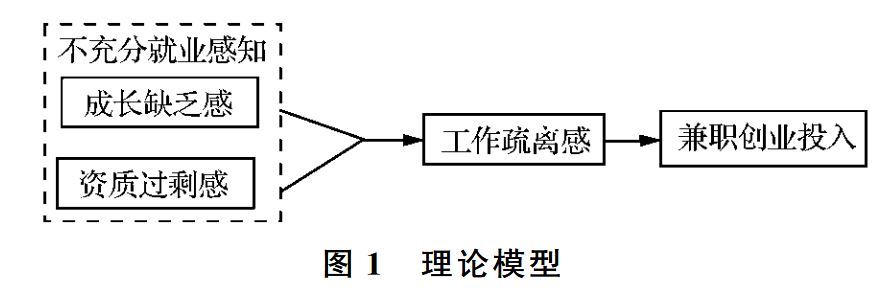 不充分就业感知
成长缺乏感
资质过剩感
工作疏离感
兼职创业投入
图 1 理论模型